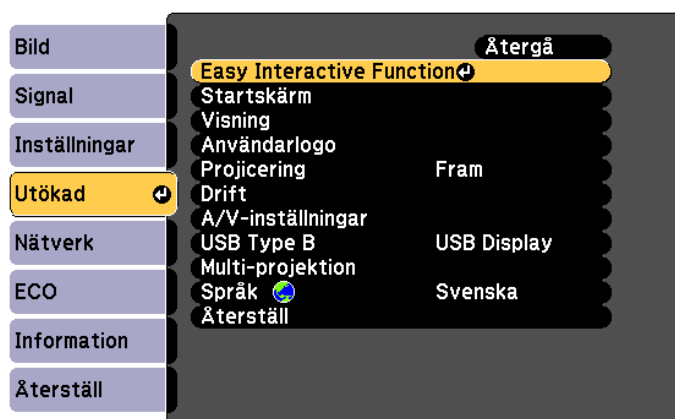 Bild
Signal
Inställningar
Utökad
Nätverk
ECO
Information
Återställ
Återgå
Easy Interactive Function
Startskärm
Visning
Användarlogo
Projicering Fram
Drift
A/V-inställningar
USB Type B USB Display
Multi-projektion
Språk Svenska
Återställ